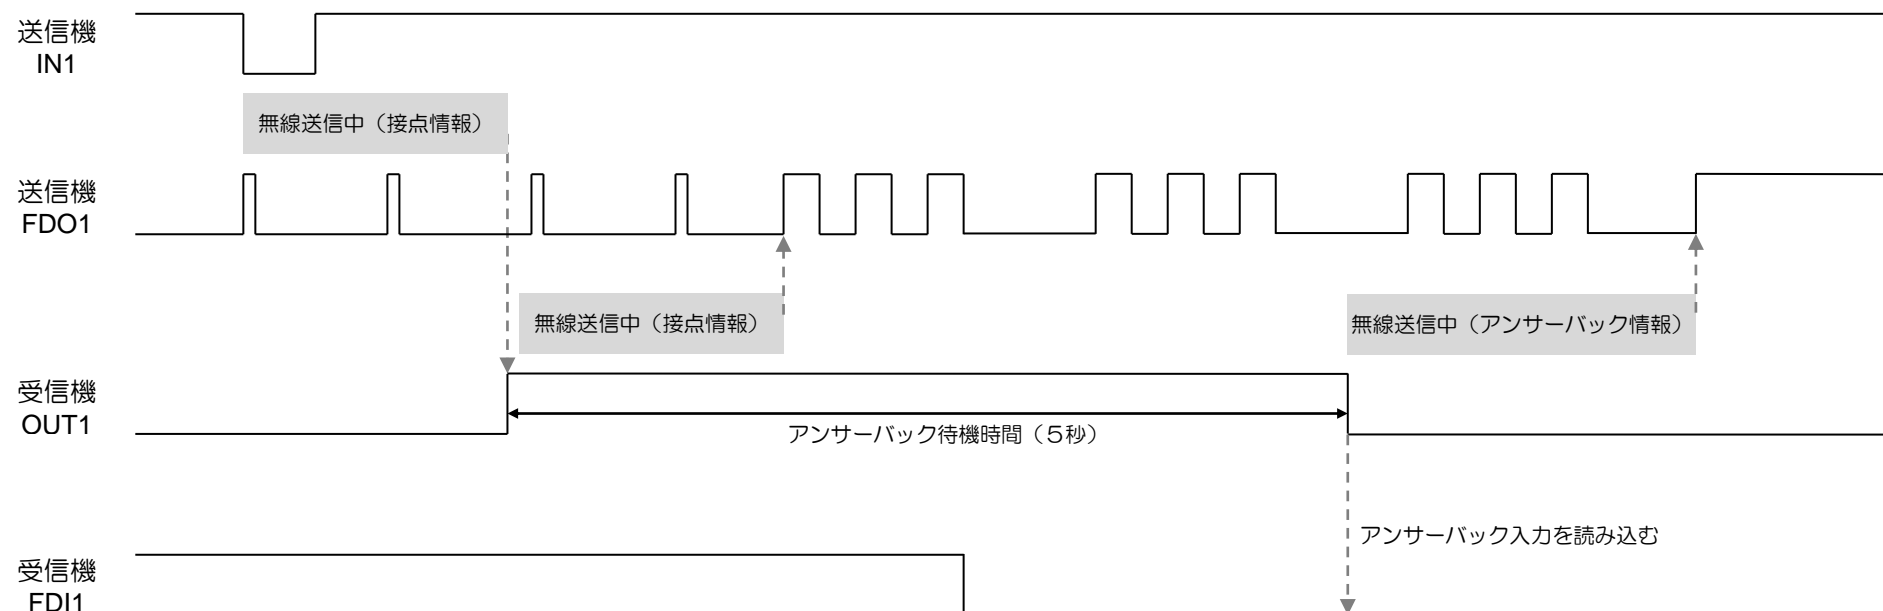 送信機
IN1
無線送信中（接点情報）
送信機
FDO1
無線送信中（接点情報）
無線送信中（アンサーバック情報）
受信機
OUT1
アンサーバック待機時間（５秒）
アンサーバック入力を読み込む
受信機
FDI1